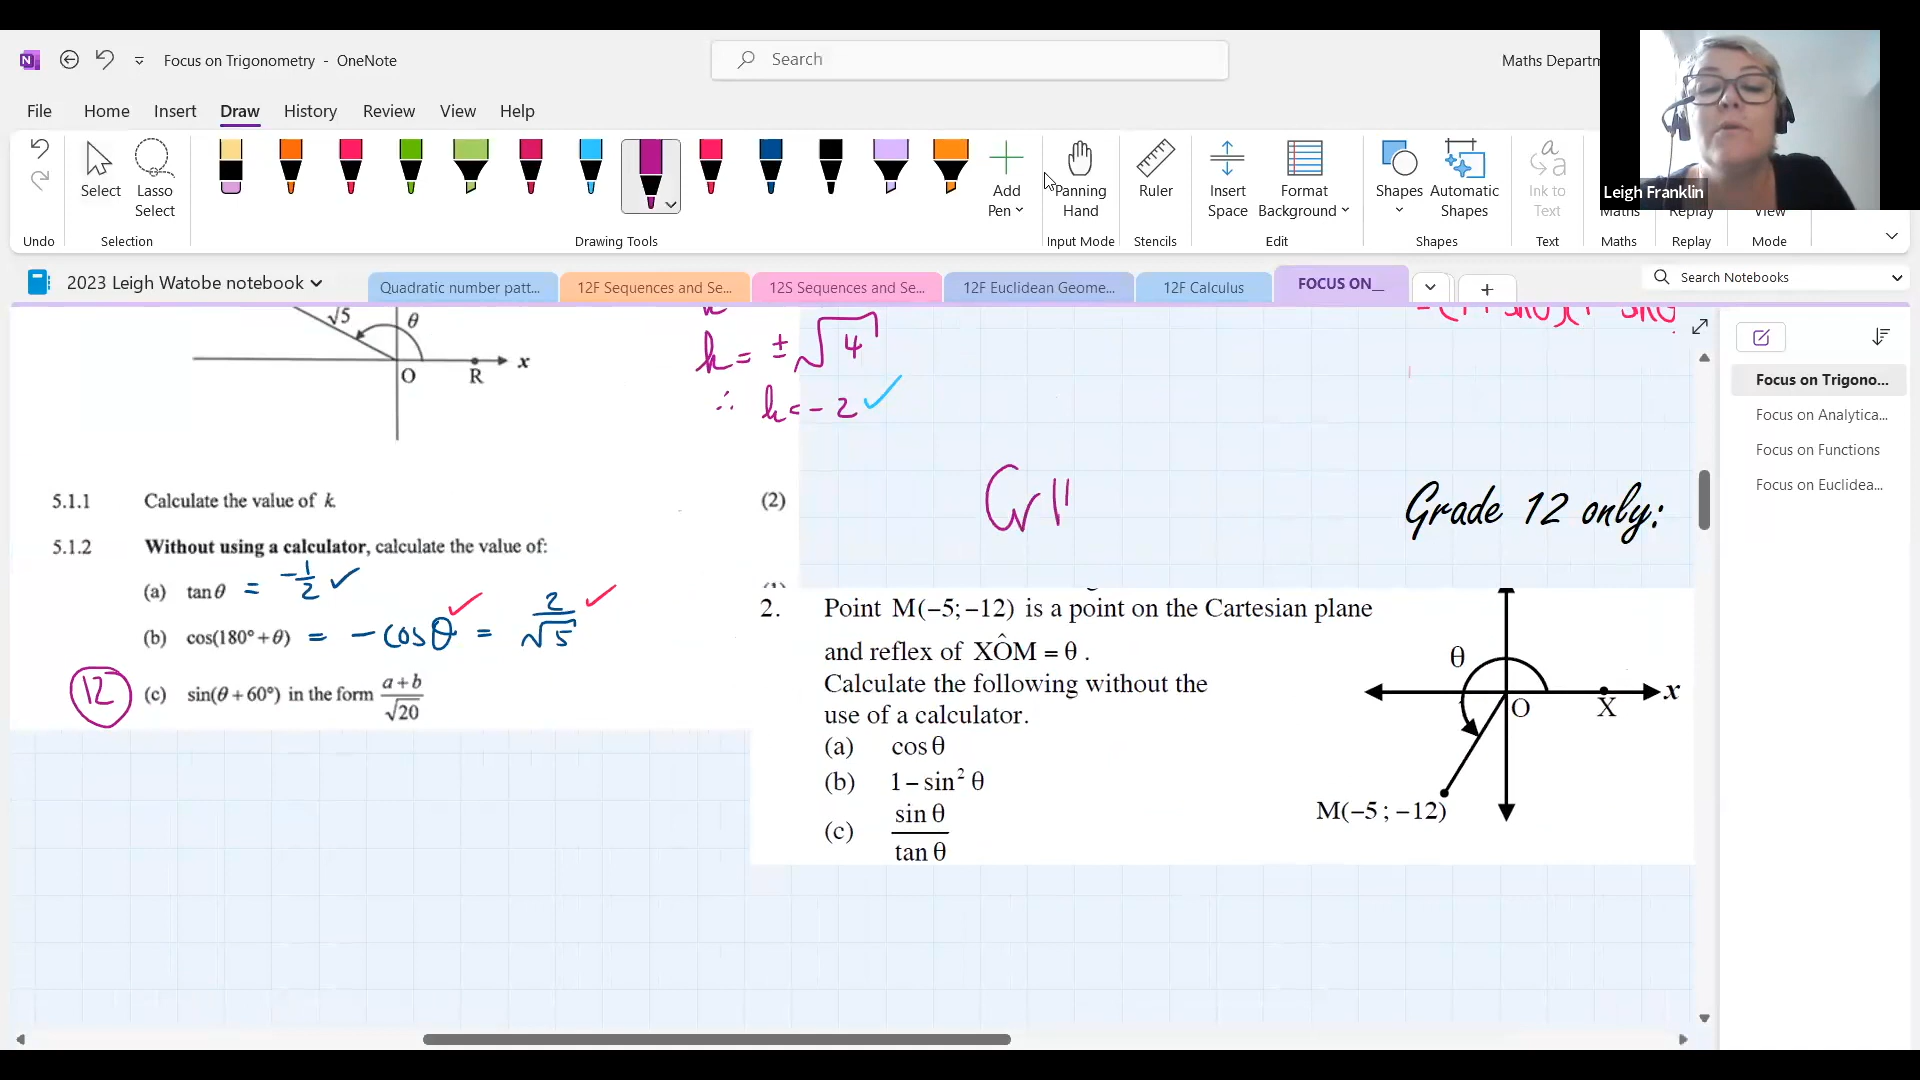 Focus on Trigonometry - OneNote
Search
Maths Departm
File Home Insert Draw History Review View Help
Select
Lasso Select
Add Pen
Panning Hand
Ruler
Insert Space
Format Background
Shapes
Automatic Shapes
Ink to Text
Maths
Replay
View
Leigh Franklin
Undo Selection Drawing Tools Input Mode Stencils Edit Shapes Text Maths Replay Mode
2023 Leigh Watobe notebook
Quadratic number patt...
12F Sequences and Se...
12S Sequences and Se...
12F Euclidean Geome...
12F Calculus
FOCUS ON_
Search Notebooks
Focus on Trigono...
Focus on Analytica...
Focus on Functions
Focus on Euclidea...
√5 θ
O R x
k = ±√4
∴ k = - 2 ✓
5.1.1 Calculate the value of k (2)
5.1.2 Without using a calculator, calculate the value of:
(a) tanθ = -1/2 ✓
(b) cos(180°+θ) = -cosθ ✓ = 2/√5 ✓
12 (c) sin(θ+60°) in the form a+b/√20
Gr 11
Grade 12 only:
2. Point M(−5;−12) is a point on the Cartesian plane
and reflex of XÔM = θ .
Calculate the following without the
use of a calculator.
(a) cos θ
(b) 1 − sin² θ
(c) sin θ / tan θ
θ
O X x
M(−5 ; −12)